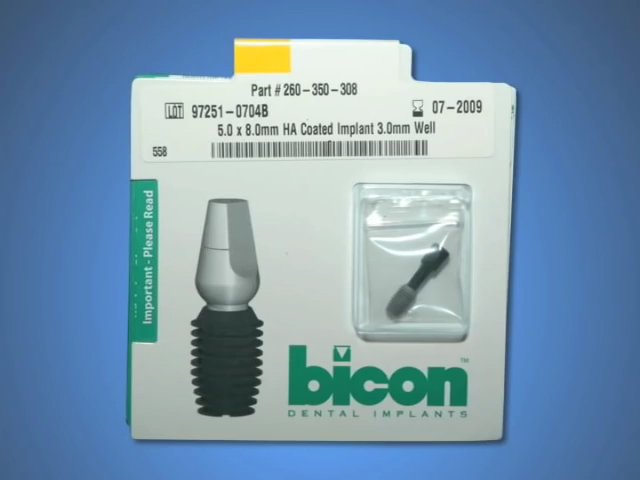 Part # 260-350-308
LOT 97251-0704B 07-2009
5.0 x 8.0mm HA Coated Implant 3.0mm Well
558
Important - Please Read
bicon™
DENTAL IMPLANTS